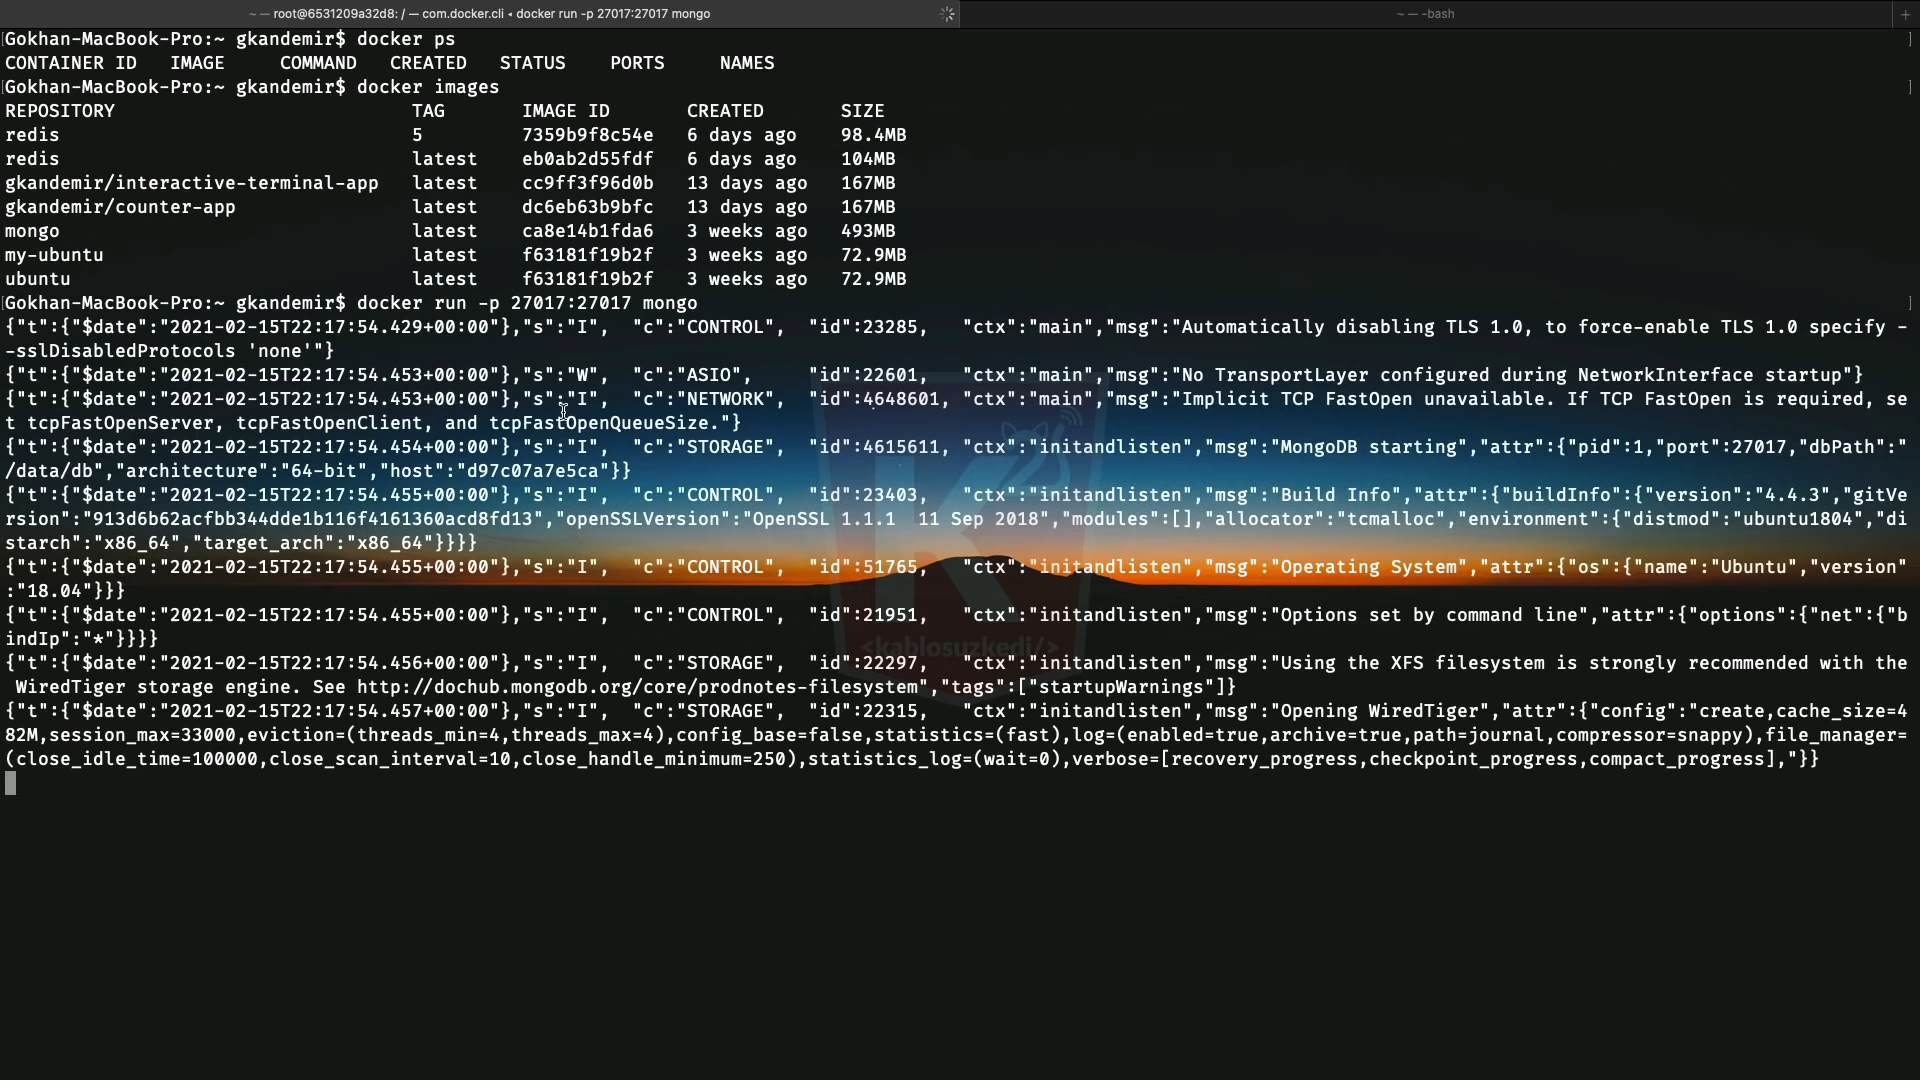 ~ — root@6531209a32d8: / — com.docker.cli ◂ docker run -p 27017:27017 mongo
~ — -bash
Gokhan-MacBook-Pro:~ gkandemir$ docker ps
CONTAINER ID   IMAGE     COMMAND   CREATED   STATUS    PORTS     NAMES
Gokhan-MacBook-Pro:~ gkandemir$ docker images
REPOSITORY                           TAG       IMAGE ID       CREATED       SIZE
redis                                5         7359b9f8c54e   6 days ago    98.4MB
redis                                latest    eb0ab2d55fdf   6 days ago    104MB
gkandemir/interactive-terminal-app   latest    cc9ff3f96d0b   13 days ago   167MB
gkandemir/counter-app                latest    dc6eb63b9bfc   13 days ago   167MB
mongo                                latest    ca8e14b1fda6   3 weeks ago   493MB
my-ubuntu                            latest    f63181f19b2f   3 weeks ago   72.9MB
ubuntu                               latest    f63181f19b2f   3 weeks ago   72.9MB
Gokhan-MacBook-Pro:~ gkandemir$ docker run -p 27017:27017 mongo
{"t":{"$date":"2021-02-15T22:17:54.429+00:00"},"s":"I",  "c":"CONTROL",  "id":23285,   "ctx":"main","msg":"Automatically disabling TLS 1.0, to force-enable TLS 1.0 specify -
-sslDisabledProtocols 'none'"}
{"t":{"$date":"2021-02-15T22:17:54.453+00:00"},"s":"W",  "c":"ASIO",     "id":22601,   "ctx":"main","msg":"No TransportLayer configured during NetworkInterface startup"}
{"t":{"$date":"2021-02-15T22:17:54.453+00:00"},"s":"I",  "c":"NETWORK",  "id":4648601, "ctx":"main","msg":"Implicit TCP FastOpen unavailable. If TCP FastOpen is required, se
t tcpFastOpenServer, tcpFastOpenClient, and tcpFastOpenQueueSize."}
{"t":{"$date":"2021-02-15T22:17:54.454+00:00"},"s":"I",  "c":"STORAGE",  "id":4615611, "ctx":"initandlisten","msg":"MongoDB starting","attr":{"pid":1,"port":27017,"dbPath":"
/data/db","architecture":"64-bit","host":"d97c07a7e5ca"}}
{"t":{"$date":"2021-02-15T22:17:54.455+00:00"},"s":"I",  "c":"CONTROL",  "id":23403,   "ctx":"initandlisten","msg":"Build Info","attr":{"buildInfo":{"version":"4.4.3","gitVe
rsion":"913d6b62acfbb344dde1b116f4161360acd8fd13","openSSLVersion":"OpenSSL 1.1.1  11 Sep 2018","modules":[],"allocator":"tcmalloc","environment":{"distmod":"ubuntu1804","di
starch":"x86_64","target_arch":"x86_64"}}}}
{"t":{"$date":"2021-02-15T22:17:54.455+00:00"},"s":"I",  "c":"CONTROL",  "id":51765,   "ctx":"initandlisten","msg":"Operating System","attr":{"os":{"name":"Ubuntu","version"
:"18.04"}}}
{"t":{"$date":"2021-02-15T22:17:54.455+00:00"},"s":"I",  "c":"CONTROL",  "id":21951,   "ctx":"initandlisten","msg":"Options set by command line","attr":{"options":{"net":{"b
indIp":"*"}}}}
<kablosuzkedi/>
{"t":{"$date":"2021-02-15T22:17:54.456+00:00"},"s":"I",  "c":"STORAGE",  "id":22297,   "ctx":"initandlisten","msg":"Using the XFS filesystem is strongly recommended with the
 WiredTiger storage engine. See http://dochub.mongodb.org/core/prodnotes-filesystem","tags":["startupWarnings"]}
{"t":{"$date":"2021-02-15T22:17:54.457+00:00"},"s":"I",  "c":"STORAGE",  "id":22315,   "ctx":"initandlisten","msg":"Opening WiredTiger","attr":{"config":"create,cache_size=4
82M,session_max=33000,eviction=(threads_min=4,threads_max=4),config_base=false,statistics=(fast),log=(enabled=true,archive=true,path=journal,compressor=snappy),file_manager=
(close_idle_time=100000,close_scan_interval=10,close_handle_minimum=250),statistics_log=(wait=0),verbose=[recovery_progress,checkpoint_progress,compact_progress],"}}